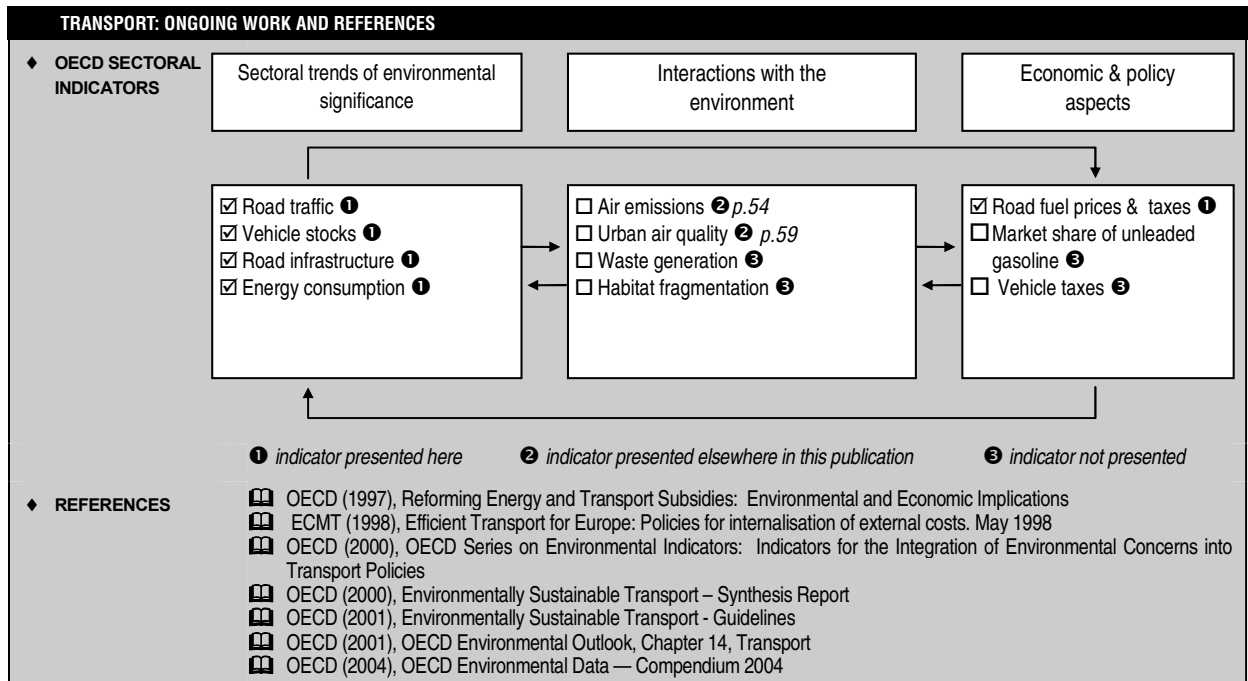 TRANSPORT: ONGOING WORK AND REFERENCES
♦ OECD SECTORAL
INDICATORS
Sectoral trends of environmental
significance
Interactions with the
environment
Economic & policy
aspects
☑ Road traffic ❶
☑ Vehicle stocks ❶
☑ Road infrastructure ❶
☑ Energy consumption ❶
☐ Air emissions ❷ p.54
☐ Urban air quality ❷ p.59
☐ Waste generation ❸
☐ Habitat fragmentation ❸
☑ Road fuel prices & taxes ❶
☐ Market share of unleaded
gasoline ❸
☐ Vehicle taxes ❸
❶ indicator presented here ❷ indicator presented elsewhere in this publication ❸ indicator not presented
♦ REFERENCES
OECD (1997), Reforming Energy and Transport Subsidies: Environmental and Economic Implications
ECMT (1998), Efficient Transport for Europe: Policies for internalisation of external costs. May 1998
OECD (2000), OECD Series on Environmental Indicators: Indicators for the Integration of Environmental Concerns into
Transport Policies
OECD (2000), Environmentally Sustainable Transport – Synthesis Report
OECD (2001), Environmentally Sustainable Transport - Guidelines
OECD (2001), OECD Environmental Outlook, Chapter 14, Transport
OECD (2004), OECD Environmental Data — Compendium 2004